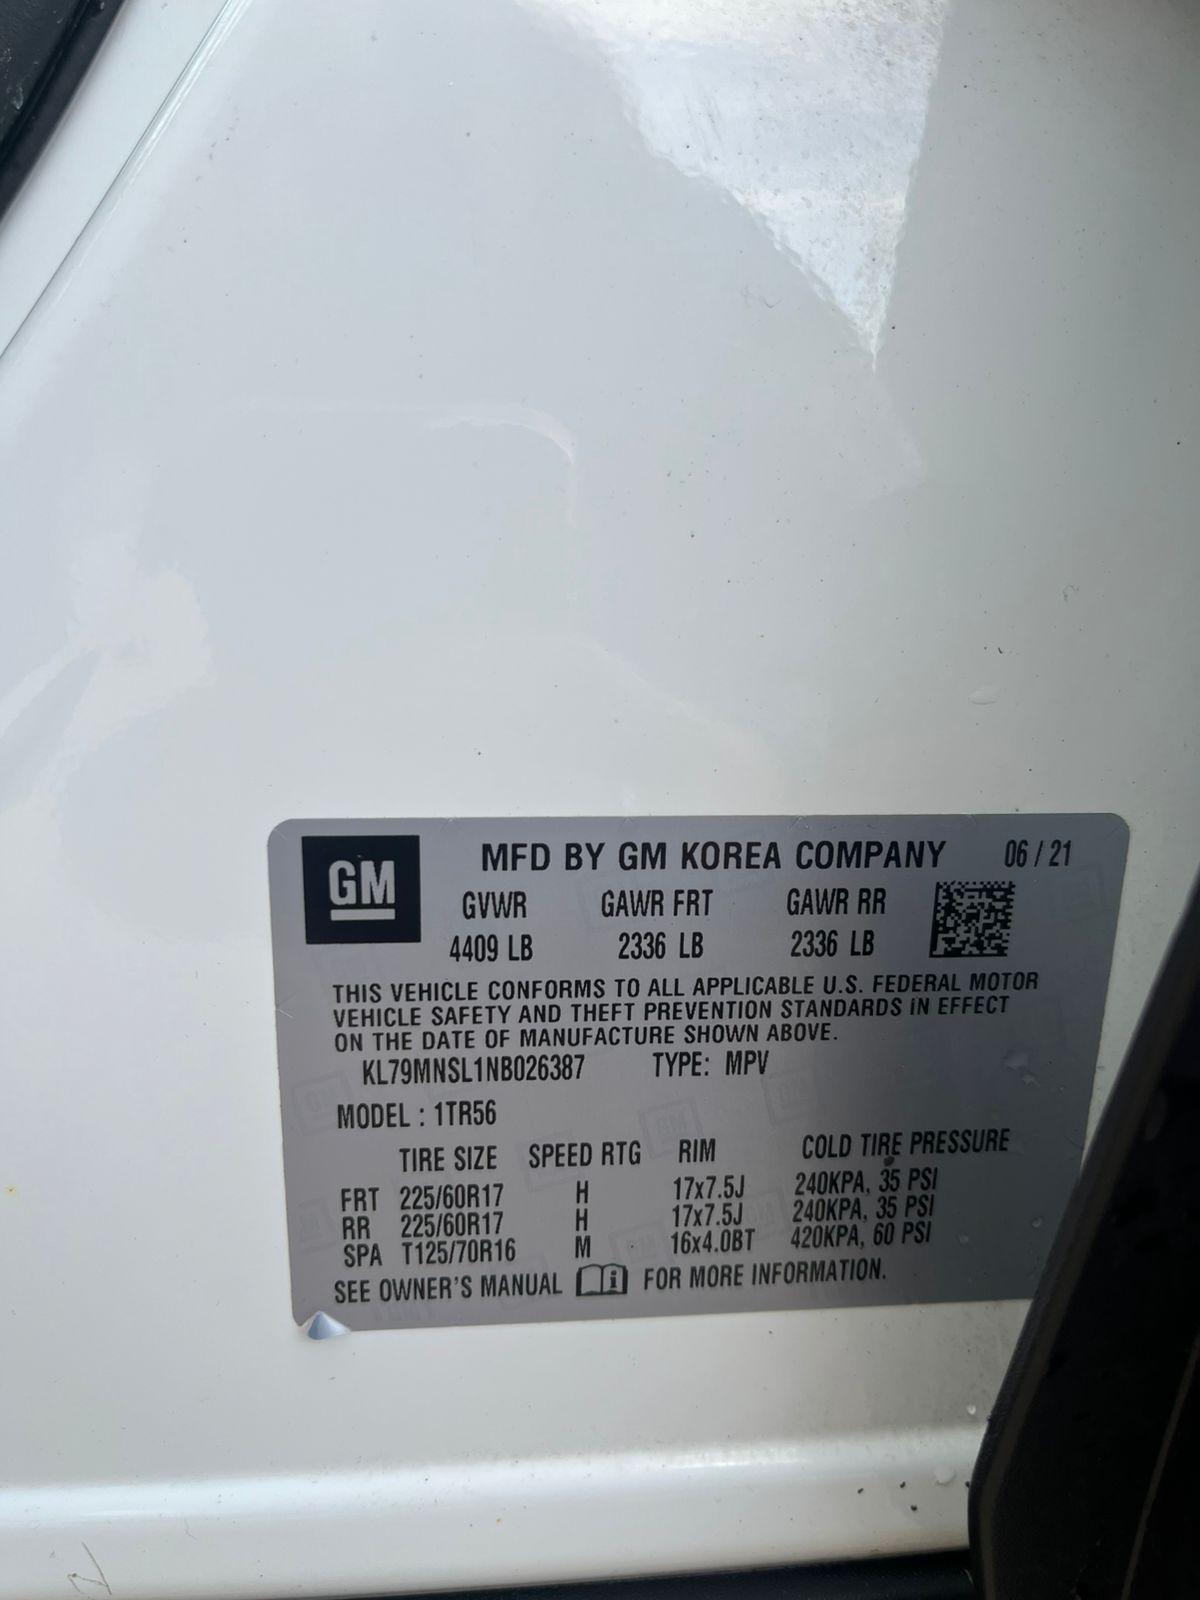 GM
MFD BY GM KOREA COMPANY 06 / 21
GVWR GAWR FRT GAWR RR
4409 LB 2336 LB 2336 LB
THIS VEHICLE CONFORMS TO ALL APPLICABLE U.S. FEDERAL MOTOR
VEHICLE SAFETY AND THEFT PREVENTION STANDARDS IN EFFECT
ON THE DATE OF MANUFACTURE SHOWN ABOVE.
KL79MNSL1NB026387 TYPE: MPV
MODEL : 1TR56
TIRE SIZE SPEED RTG RIM COLD TIRE PRESSURE
FRT 225/60R17 H 17x7.5J 240KPA, 35 PSI
RR 225/60R17 H 17x7.5J 240KPA, 35 PSI
SPA T125/70R16 M 16x4.0BT 420KPA, 60 PSI
SEE OWNER'S MANUAL i FOR MORE INFORMATION.